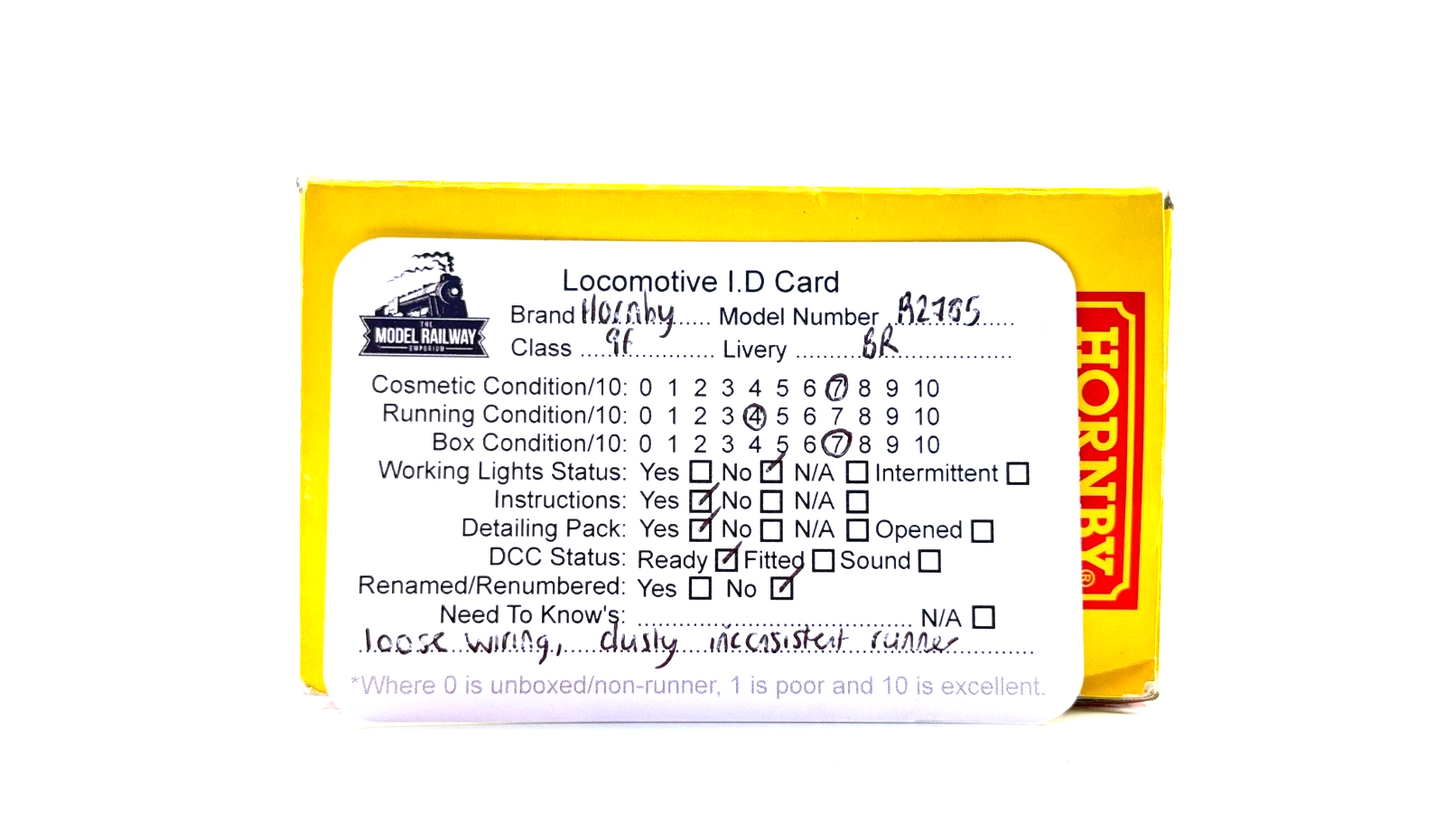 THE
MODEL RAILWAY
EMPORIUM
Locomotive I.D Card
Brand Hornby Model Number R2785
Class 9F Livery BR
Cosmetic Condition/10: 0 1 2 3 4 5 6 7 8 9 10
Running Condition/10: 0 1 2 3 4 5 6 7 8 9 10
Box Condition/10: 0 1 2 3 4 5 6 7 8 9 10
Working Lights Status: Yes No N/A Intermittent
Instructions: Yes No N/A
Detailing Pack: Yes No N/A Opened
DCC Status: Ready Fitted Sound
Renamed/Renumbered: Yes No
Need To Know's: N/A
loose wiring, dusty inconsistent runner
*Where 0 is unboxed/non-runner, 1 is poor and 10 is excellent.
HORNBY®